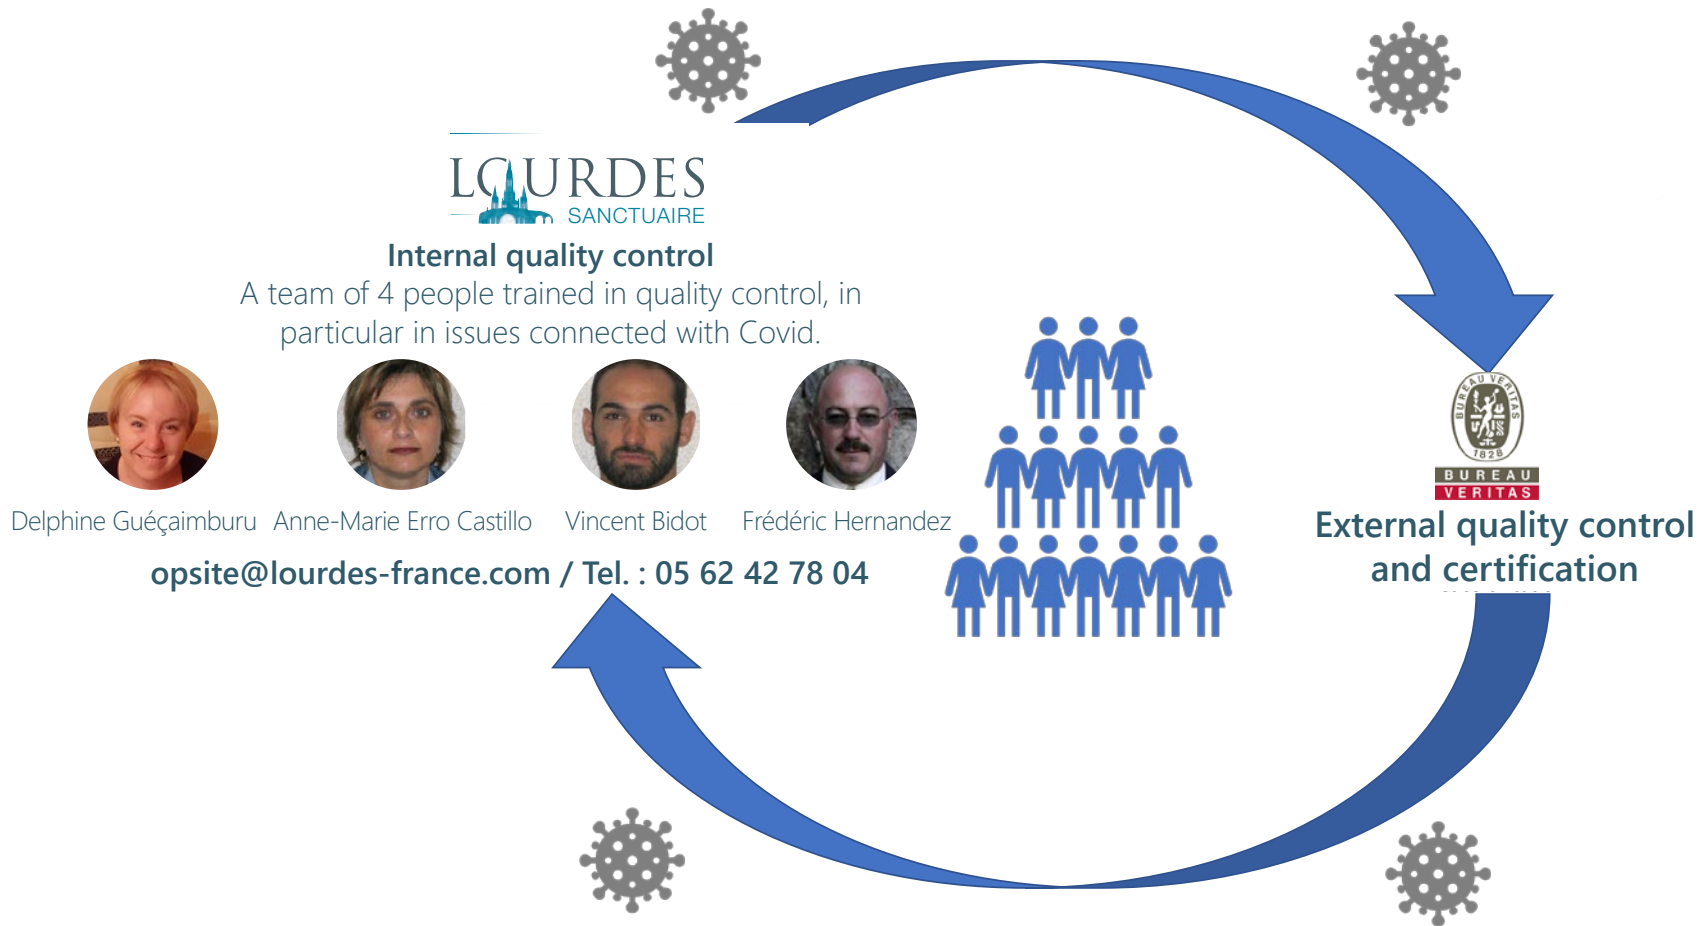 LOURDES
SANCTUAIRE
Internal quality control
A team of 4 people trained in quality control, in
particular in issues connected with Covid.
Delphine Guéçaimburu
Anne-Marie Erro Castillo
Vincent Bidot
Frédéric Hernandez
opsite@lourdes-france.com / Tel. : 05 62 42 78 04
BUREAU VERITAS
1828
BUREAU
VERITAS
External quality control
and certification